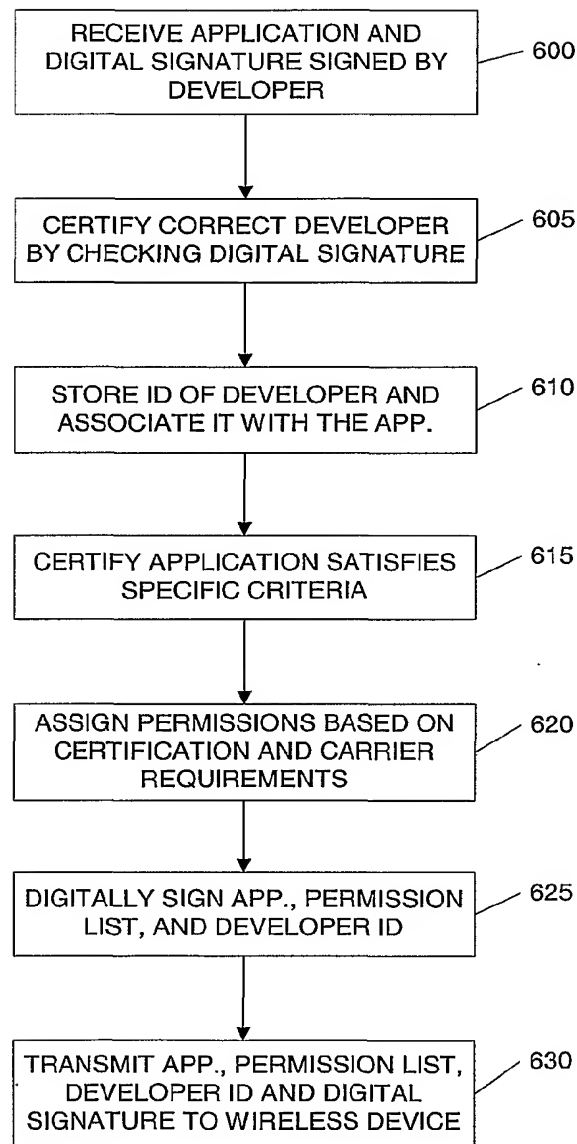 RECEIVE APPLICATION AND
DIGITAL SIGNATURE SIGNED BY
DEVELOPER
600
CERTIFY CORRECT DEVELOPER
BY CHECKING DIGITAL SIGNATURE
605
STORE ID OF DEVELOPER AND
ASSOCIATE IT WITH THE APP.
610
CERTIFY APPLICATION SATISFIES
SPECIFIC CRITERIA
615
ASSIGN PERMISSIONS BASED ON
CERTIFICATION AND CARRIER
REQUIREMENTS
620
DIGITALLY SIGN APP., PERMISSION
LIST, AND DEVELOPER ID
625
TRANSMIT APP., PERMISSION LIST,
DEVELOPER ID AND DIGITAL
SIGNATURE TO WIRELESS DEVICE
630